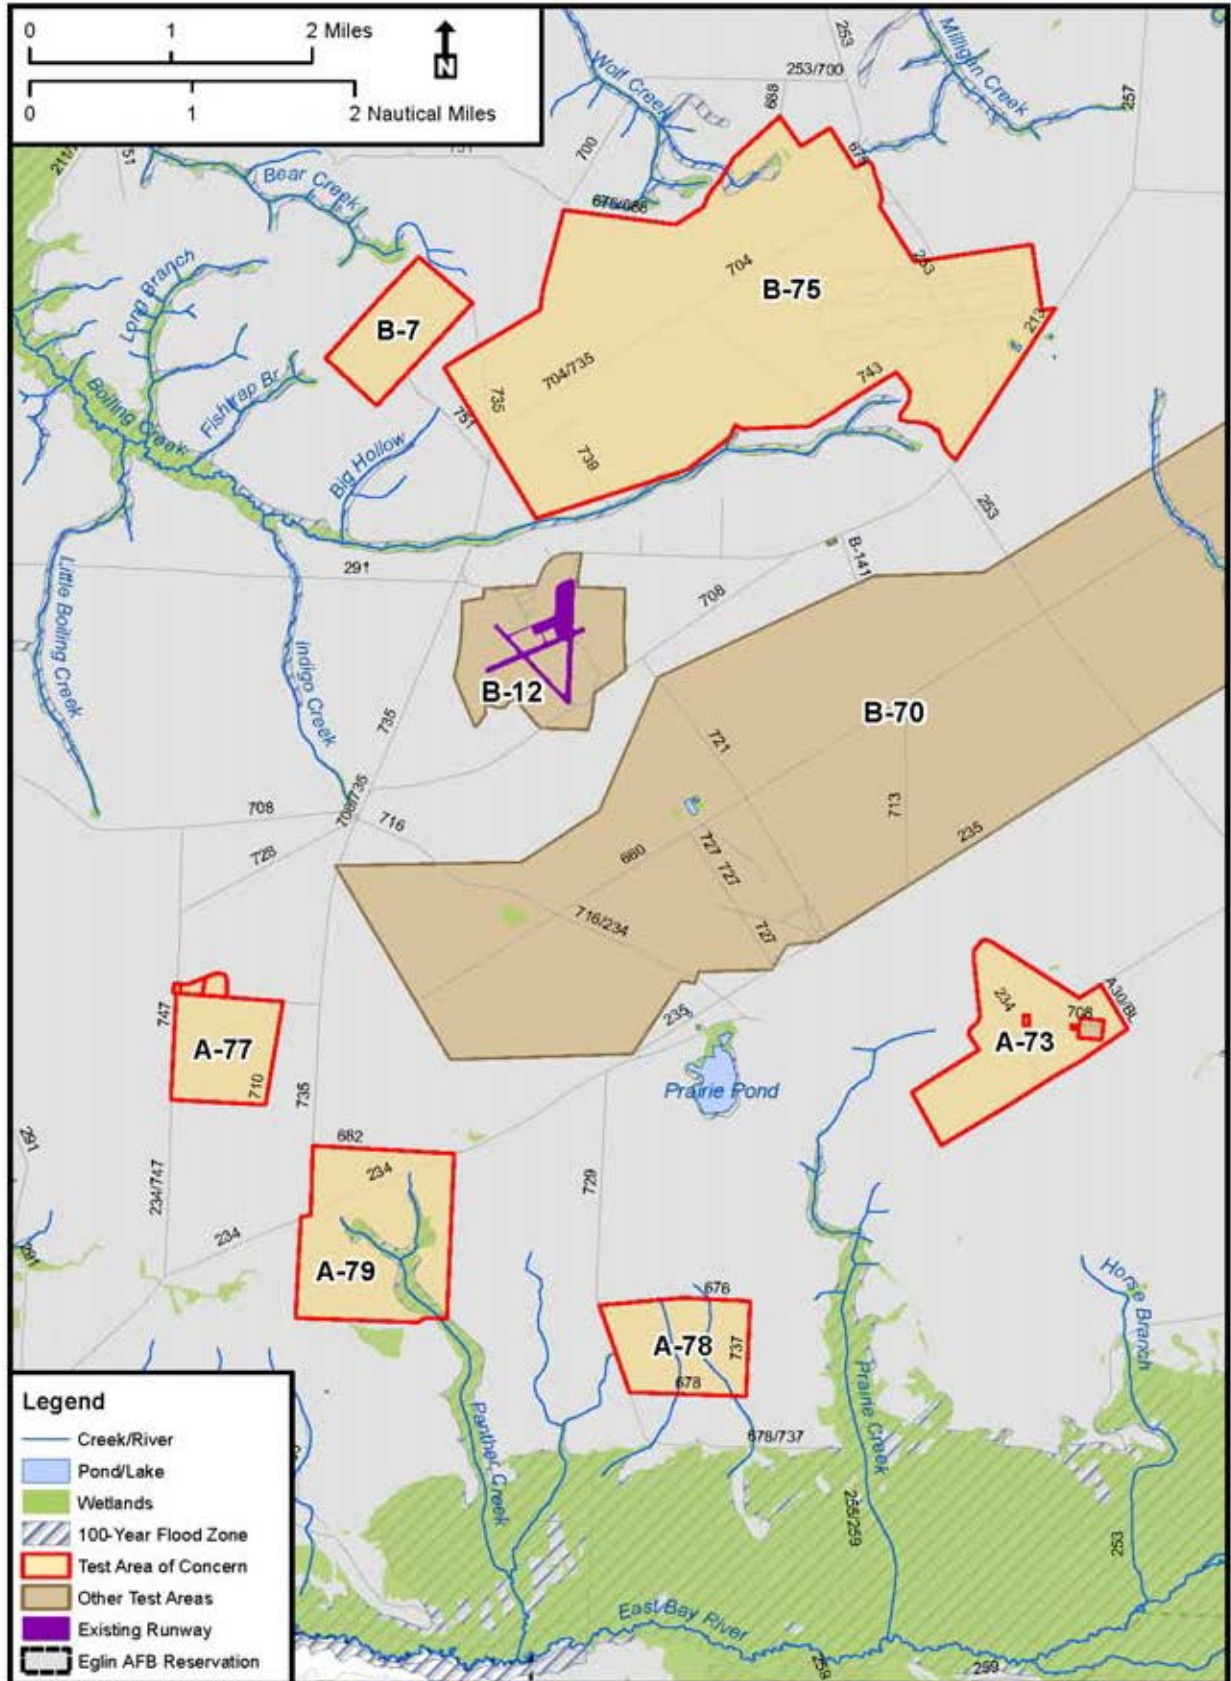 0 1 2 Miles
N
0 1 2 Nautical Miles
253
Milligan Creek
Wolf Creek
253/700
688
257
700
675
51
Bear Creek
676/686
Long Branch
704
253
B-75
B-7
213
704/735
743
Fishtrap Br
735
751
Boiling Creek
739
Big Hollow
253
291
B-141
708
Little Boiling Creek
Indigo Creek
B-12
B-70
735
721
713
708
708/735
716
235
728
660
727
727
716/234
727
747
A30/BL
234
708
235
A-77
A-73
710
735
Prairie Pond
682
291
234
234/747
729
234
291
A-79
Horse Branch
676
A-78
737
678
Prairie Creek
Panther Creek
678/737
255/259
253
East Bay River
259
259
Legend
Creek/River
Pond/Lake
Wetlands
100-Year Flood Zone
Test Area of Concern
Other Test Areas
Existing Runway
Eglin AFB Reservation